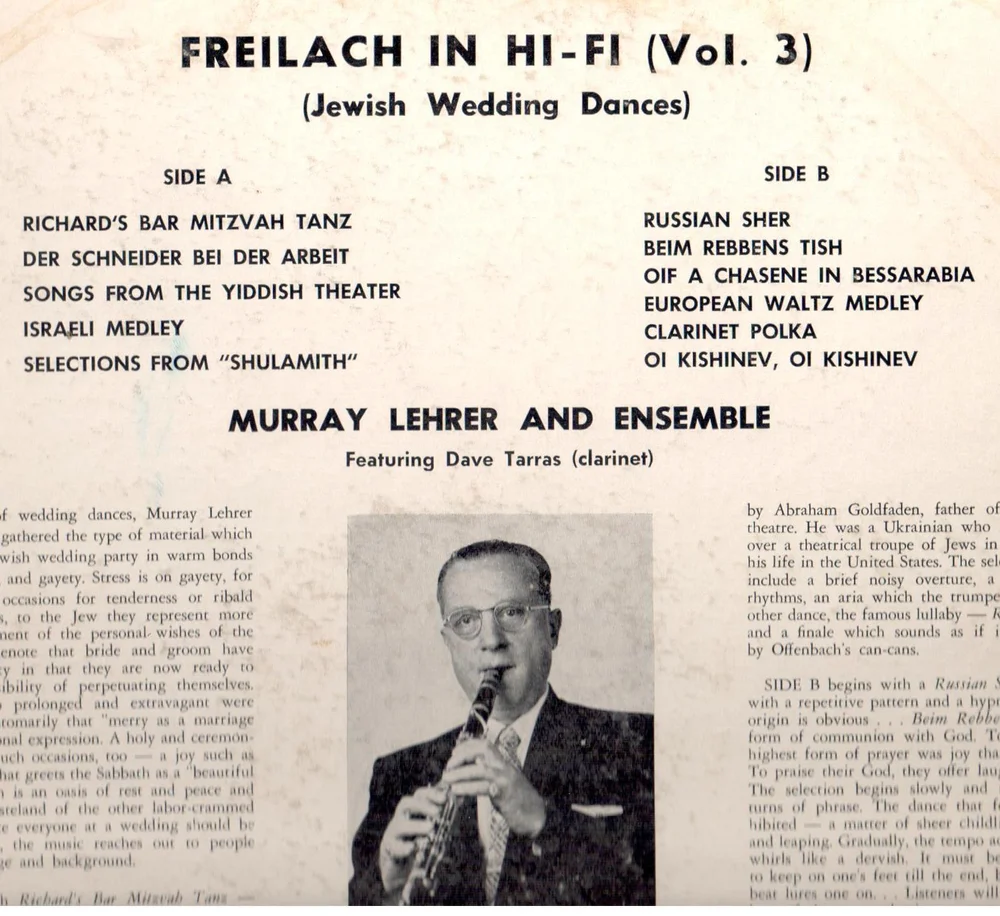 FREILACH IN HI-FI (Vol. 3)
(Jewish Wedding Dances)
SIDE A
RICHARD'S BAR MITZVAH TANZ
DER SCHNEIDER BEI DER ARBEIT
SONGS FROM THE YIDDISH THEATER
ISRAELI MEDLEY
SELECTIONS FROM "SHULAMITH"
SIDE B
RUSSIAN SHER
BEIM REBBENS TISH
OIF A CHASENE IN BESSARABIA
EUROPEAN WALTZ MEDLEY
CLARINET POLKA
OI KISHINEV, OI KISHINEV
MURRAY LEHRER AND ENSEMBLE
Featuring Dave Tarras (clarinet)
of wedding dances, Murray Lehrer
gathered the type of material which
wish wedding party in warm bonds
and gayety. Stress is on gayety, for
occasions for tenderness or ribald
s, to the Jew they represent more
ment of the personal wishes of the
enote that bride and groom have
y in that they are now ready to
ibility of perpetuating themselves.
prolonged and extravagant were
tomarily that "merry as a marriage
onal expression. A holy and ceremon-
uch occasions, too — a joy such as
hat greets the Sabbath as a "beautiful
is an oasis of rest and peace and
steland of the other labor-crammed
e everyone at a wedding should be
, the music reaches out to people
ge and background.
h Richard's Bar Mitzvah Tanz —
by Abraham Goldfaden, father of
theatre. He was a Ukrainian who
over a theatrical troupe of Jews in
his life in the United States. The sel
include a brief noisy overture, a
rhythms, an aria which the trumpe
other dance, the famous lullaby — R
and a finale which sounds as if i
by Offenbach's can-cans.
SIDE B begins with a Russian S
with a repetitive pattern and a hyp
origin is obvious . . . Beim Rebbe
form of communion with God. To
highest form of prayer was joy tha
To praise their God, they offer lau
The selection begins slowly and
turns of phrase. The dance that f
hibited — a matter of sheer childl
and leaping. Gradually, the tempo ac
whirls like a dervish. It must be
to keep on one's feet till the end, l
beat lures one on. . . Listeners will